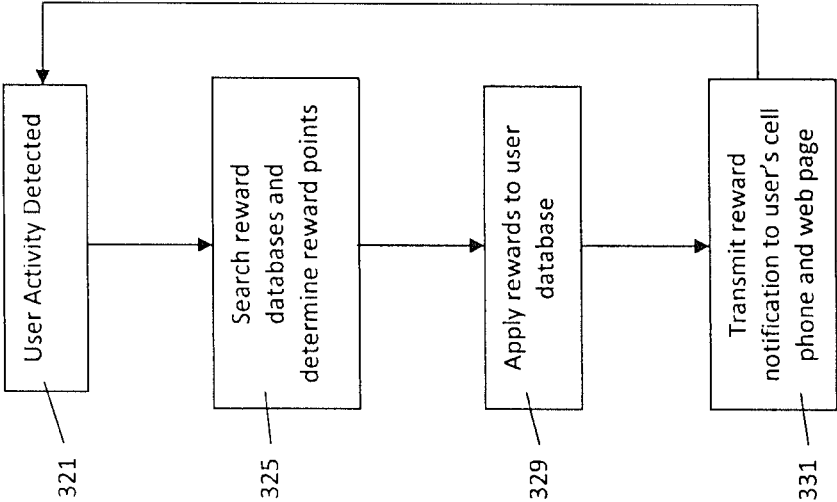 User Activity Detected
321
Search reward
databases and
determine reward points
325
Apply rewards to user
database
329
Transmit reward
notification to user's cell
phone and web page
331